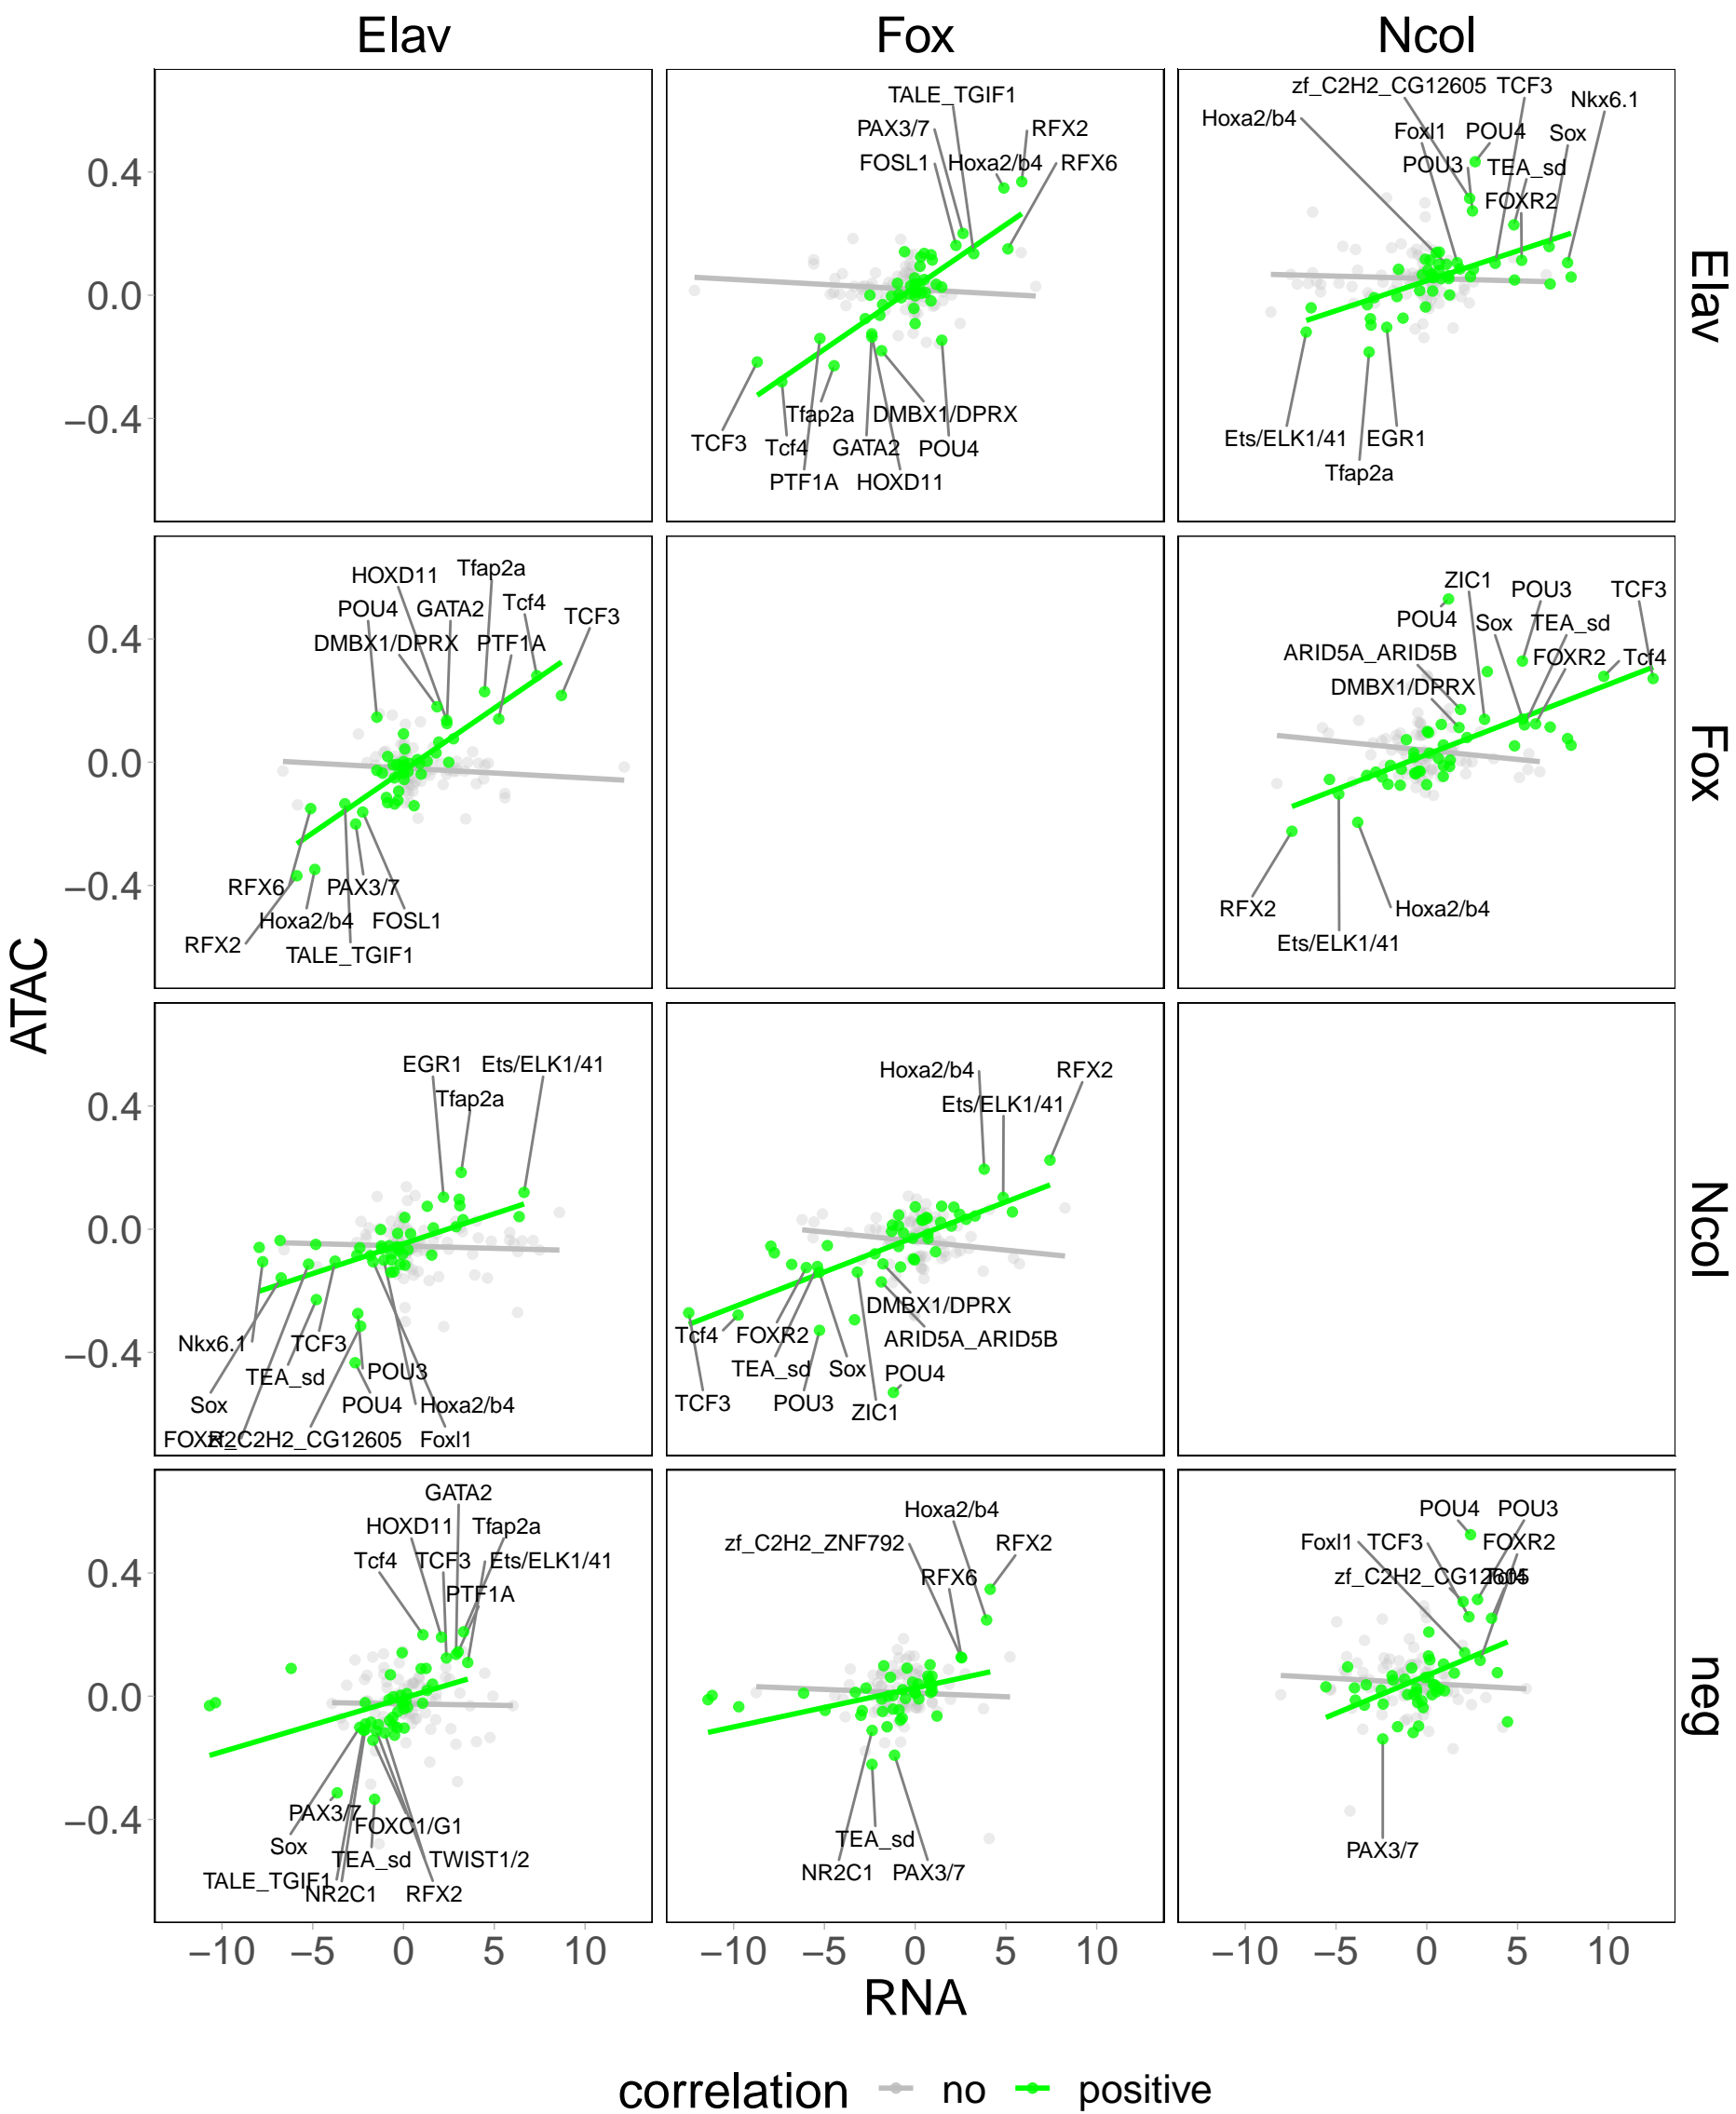 Elav Fox Ncol
TALE_TGIF1
PAX3/7 RFX2
FOSL1 Hoxa2/b4 RFX6
TCF3 Tcf4 Tfap2a DMBX1/DPRX
GATA2 POU4
PTF1A HOXD11
zf_C2H2_CG12605 TCF3 Nkx6.1
Hoxa2/b4 Foxl1 POU4 Sox
POU3 TEA_sd
FOXR2
Ets/ELK1/41 EGR1
Tfap2a
0.4
0.0
−0.4
Elav
HOXD11 Tfap2a
POU4 GATA2 Tcf4 TCF3
DMBX1/DPRX PTF1A
RFX6 PAX3/7
Hoxa2/b4 FOSL1
RFX2 TALE_TGIF1
ZIC1 POU3 TCF3
POU4 Sox TEA_sd
ARID5A_ARID5B FOXR2 Tcf4
DMBX1/DPRX
RFX2 Hoxa2/b4
Ets/ELK1/41
0.4
0.0
−0.4
Fox
ATAC
EGR1 Ets/ELK1/41
Tfap2a
Nkx6.1 TCF3
TEA_sd POU3
Sox POU4 Hoxa2/b4
FOXR2 zf_C2H2_CG12605 Foxl1
Hoxa2/b4 RFX2
Ets/ELK1/41
DMBX1/DPRX
Tcf4 FOXR2 ARID5A_ARID5B
TEA_sd Sox POU4
TCF3 POU3 ZIC1
0.4
0.0
−0.4
Ncol
GATA2
HOXD11 Tfap2a
Tcf4 TCF3 Ets/ELK1/41
PTF1A
PAX3/7 FOXC1/G1
Sox TEA_sd TWIST1/2
TALE_TGIF1 NR2C1 RFX2
Hoxa2/b4
zf_C2H2_ZNF792 RFX2
RFX6
TEA_sd
NR2C1 PAX3/7
POU4 POU3
Foxl1 TCF3 FOXR2
zf_C2H2_CG12605 Tcf4
PAX3/7
0.4
0.0
−0.4
neg
−10 −5 0 5 10 −10 −5 0 5 10 −10 −5 0 5 10
RNA
correlation no positive